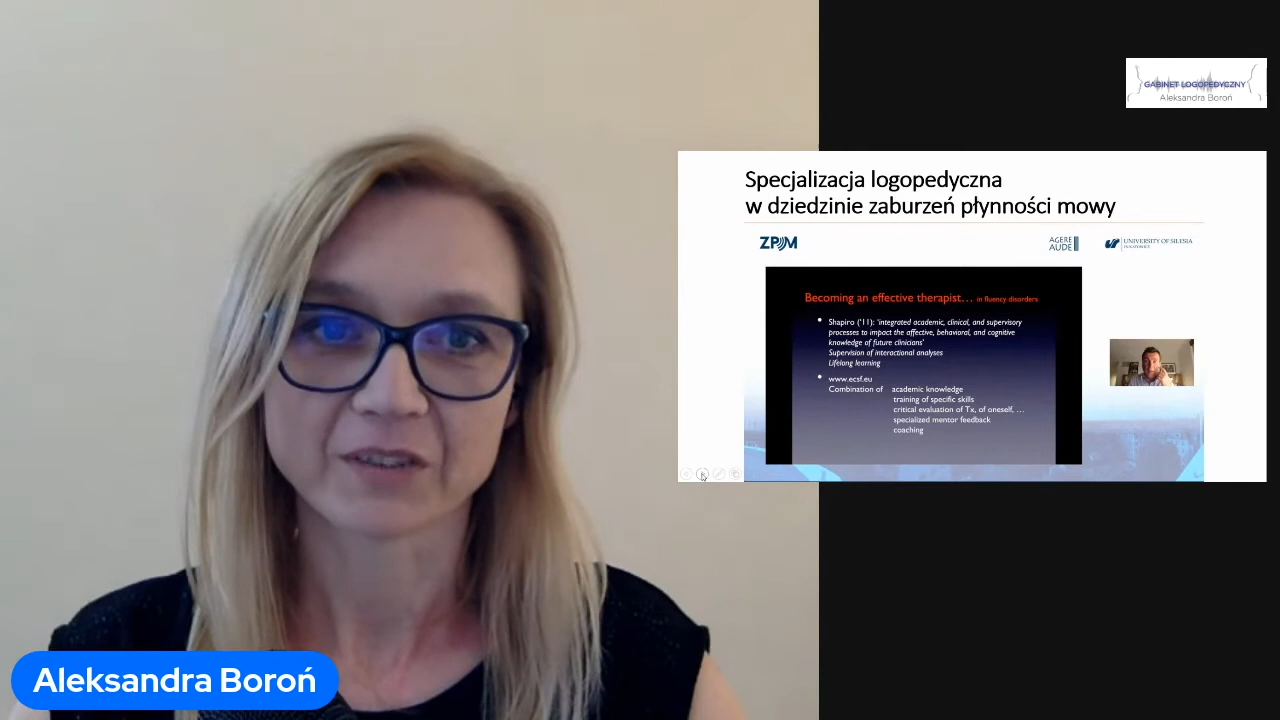 GABINET LOGOPEDYCZNY
Aleksandra Boroń
Specjalizacja logopedyczna
w dziedzinie zaburzeń płynności mowy
ZPM
AGERE
AUDE
UNIVERSITY OF SILESIA
IN KATOWICE
Becoming an effective therapist… in fluency disorders
• Shapiro ('11): 'integrated academic, clinical, and supervisory
processes to impact the affective, behavioral, and cognitive
knowledge of future clinicians'
Supervision of interactional analyses
Lifelong learning
• www.ecsf.eu
Combination of academic knowledge
training of specific skills
critical evaluation of Tx, of oneself, …
specialized mentor feedback
coaching
Aleksandra Boroń